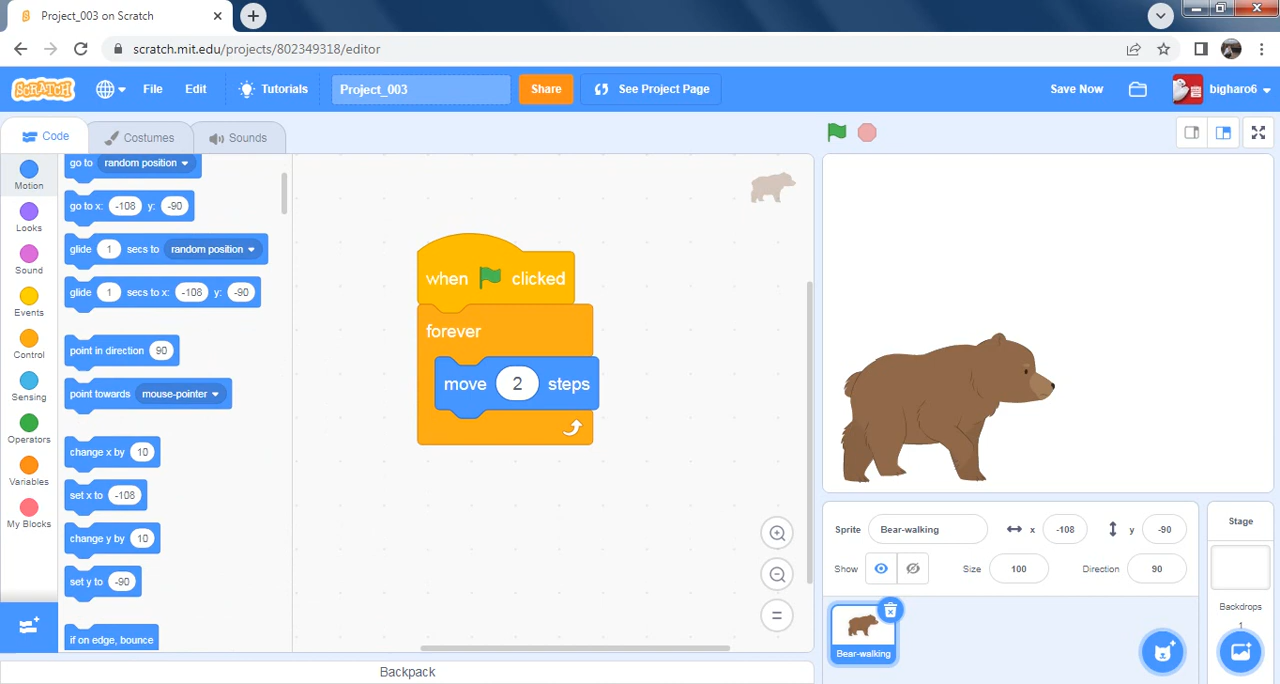 Project_003 on Scratch
scratch.mit.edu/projects/802349318/editor
SCRATCH File Edit Tutorials Project_003 Share See Project Page Save Now bigharo6
Code Costumes Sounds
Motion
Looks
Sound
Events
Control
Sensing
Operators
Variables
My Blocks
go to random position
go to x: -108 y: -90
glide 1 secs to random position
glide 1 secs to x: -108 y: -90
point in direction 90
point towards mouse-pointer
change x by 10
set x to -108
change y by 10
set y to -90
if on edge, bounce
when clicked
forever
move 2 steps
Backpack
Sprite Bear-walking x -108 y -90
Show Size 100 Direction 90
Bear-walking
Stage
Backdrops
1